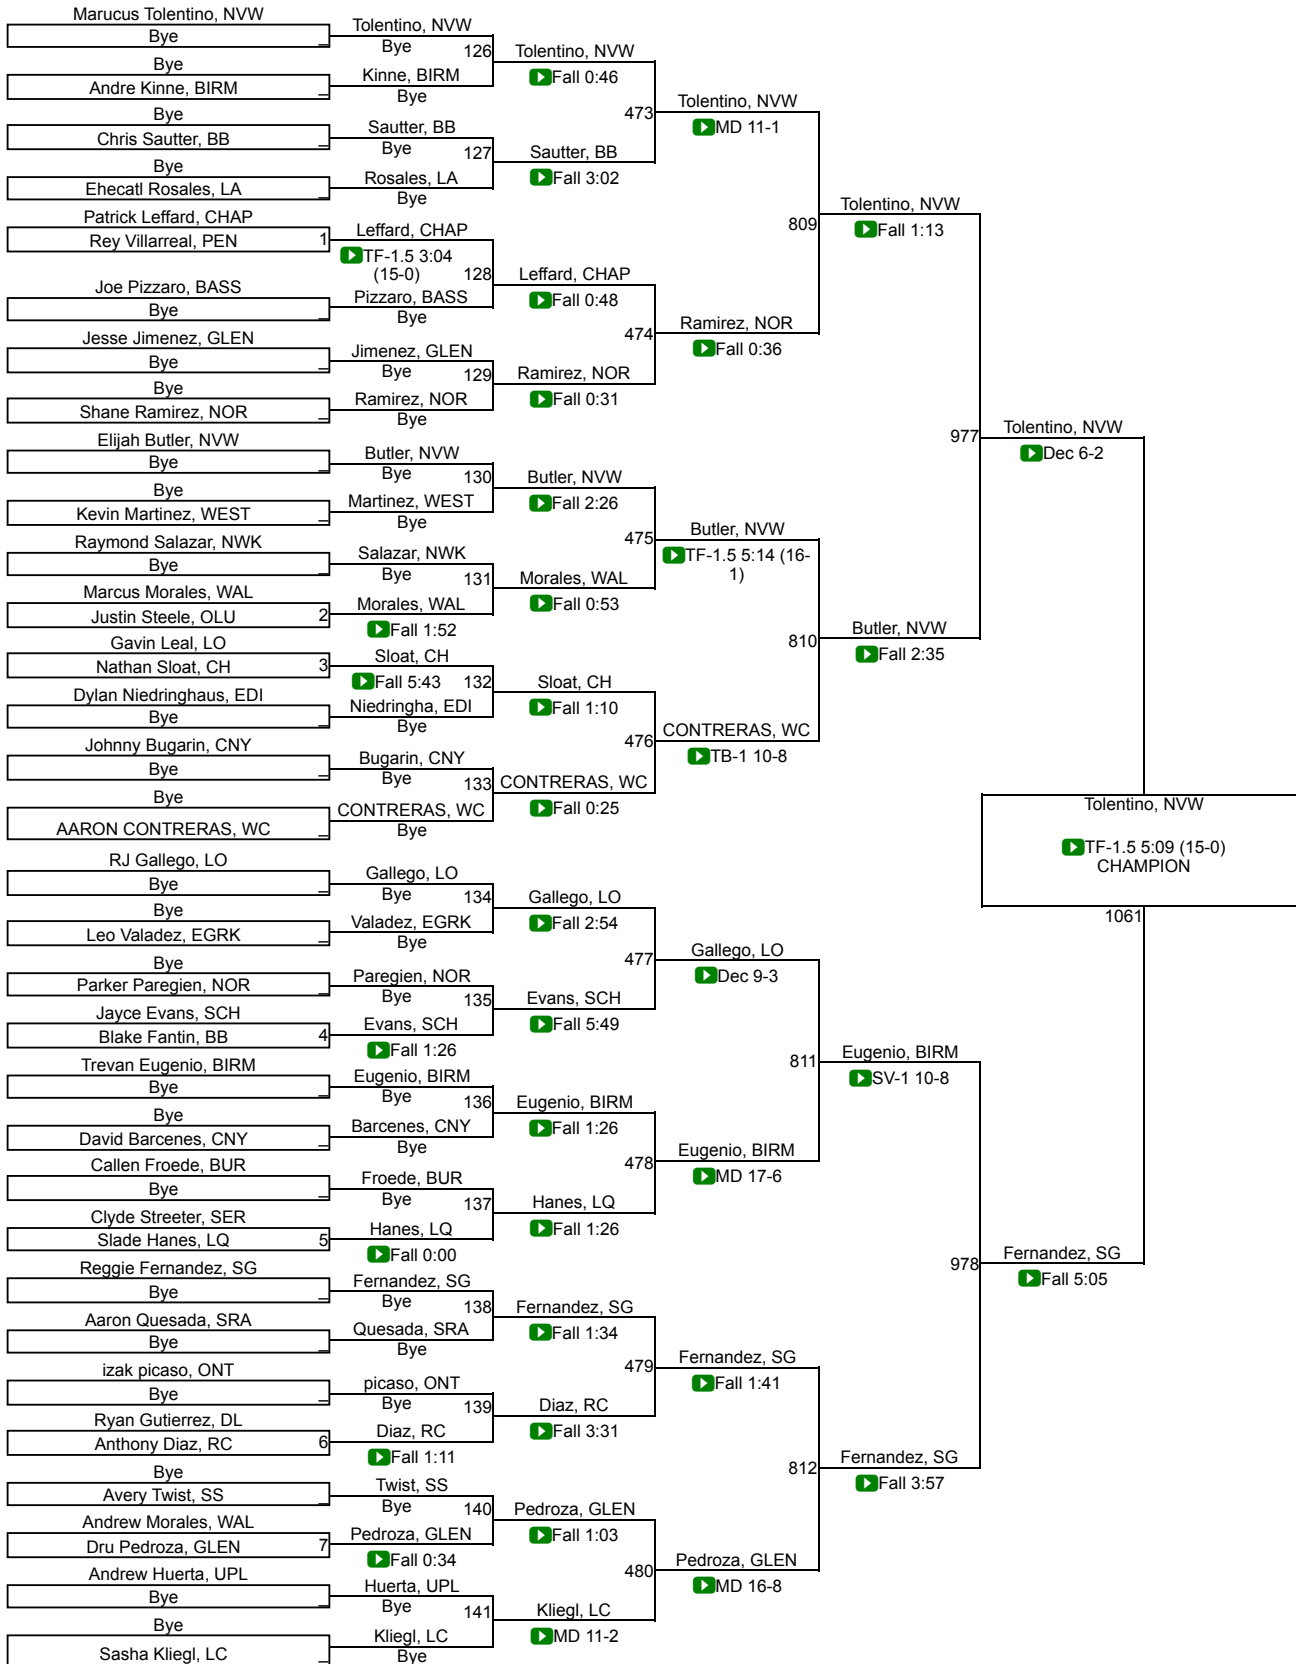 Marucus Tolentino, NVW
Bye
_
Bye
Andre Kinne, BIRM
_
Bye
Chris Sautter, BB
_
Bye
Ehecatl Rosales, LA
_
Patrick Leffard, CHAP
Rey Villarreal, PEN
1
Joe Pizzaro, BASS
Bye
_
Jesse Jimenez, GLEN
Bye
_
Bye
Shane Ramirez, NOR
_
Elijah Butler, NVW
Bye
_
Bye
Kevin Martinez, WEST
_
Raymond Salazar, NWK
Bye
_
Marcus Morales, WAL
Justin Steele, OLU
2
Gavin Leal, LO
Nathan Sloat, CH
3
Dylan Niedringhaus, EDI
Bye
_
Johnny Bugarin, CNY
Bye
_
Bye
AARON CONTRERAS, WC
_
RJ Gallego, LO
Bye
_
Bye
Leo Valadez, EGRK
_
Bye
Parker Paregien, NOR
_
Jayce Evans, SCH
Blake Fantin, BB
4
Trevan Eugenio, BIRM
Bye
_
Bye
David Barcenes, CNY
_
Callen Froede, BUR
Bye
_
Clyde Streeter, SER
Slade Hanes, LQ
5
Reggie Fernandez, SG
Bye
_
Aaron Quesada, SRA
Bye
_
izak picaso, ONT
Bye
_
Ryan Gutierrez, DL
Anthony Diaz, RC
6
Bye
Avery Twist, SS
_
Andrew Morales, WAL
Dru Pedroza, GLEN
7
Andrew Huerta, UPL
Bye
_
Bye
Sasha Kliegl, LC
_
Tolentino, NVW
Bye
126
Kinne, BIRM
Bye
Sautter, BB
Bye
127
Rosales, LA
Bye
Leffard, CHAP
TF-1.5 3:04
(15-0)
128
Pizzaro, BASS
Bye
Jimenez, GLEN
Bye
129
Ramirez, NOR
Bye
Butler, NVW
Bye
130
Martinez, WEST
Bye
Salazar, NWK
Bye
131
Morales, WAL
Fall 1:52
Sloat, CH
Fall 5:43
132
Niedringha, EDI
Bye
Bugarin, CNY
Bye
133
CONTRERAS, WC
Bye
Gallego, LO
Bye
134
Valadez, EGRK
Bye
Paregien, NOR
Bye
135
Evans, SCH
Fall 1:26
Eugenio, BIRM
Bye
136
Barcenes, CNY
Bye
Froede, BUR
Bye
137
Hanes, LQ
Fall 0:00
Fernandez, SG
Bye
138
Quesada, SRA
Bye
picaso, ONT
Bye
139
Diaz, RC
Fall 1:11
Twist, SS
Bye
140
Pedroza, GLEN
Fall 0:34
Huerta, UPL
Bye
141
Kliegl, LC
Bye
Tolentino, NVW
Fall 0:46
473
Sautter, BB
Fall 3:02
Leffard, CHAP
Fall 0:48
474
Ramirez, NOR
Fall 0:31
Butler, NVW
Fall 2:26
475
Morales, WAL
Fall 0:53
Sloat, CH
Fall 1:10
476
CONTRERAS, WC
Fall 0:25
Gallego, LO
Fall 2:54
477
Evans, SCH
Fall 5:49
Eugenio, BIRM
Fall 1:26
478
Hanes, LQ
Fall 1:26
Fernandez, SG
Fall 1:34
479
Diaz, RC
Fall 3:31
Pedroza, GLEN
Fall 1:03
480
Kliegl, LC
MD 11-2
Tolentino, NVW
MD 11-1
809
Ramirez, NOR
Fall 0:36
Butler, NVW
TF-1.5 5:14 (16-
1)
810
CONTRERAS, WC
TB-1 10-8
Gallego, LO
Dec 9-3
811
Eugenio, BIRM
MD 17-6
Fernandez, SG
Fall 1:41
812
Pedroza, GLEN
MD 16-8
Tolentino, NVW
Fall 1:13
977
Butler, NVW
Fall 2:35
Eugenio, BIRM
SV-1 10-8
978
Fernandez, SG
Fall 3:57
Tolentino, NVW
Dec 6-2
Fernandez, SG
Fall 5:05
Tolentino, NVW
TF-1.5 5:09 (15-0)
CHAMPION
1061